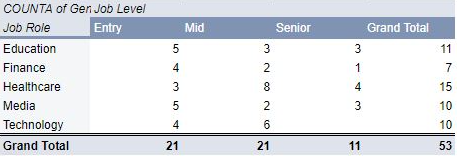 COUNTA of Gen Job Level
Job Role Entry Mid Senior Grand Total
Education 5 3 3 11
Finance 4 2 1 7
Healthcare 3 8 4 15
Media 5 2 3 10
Technology 4 6 10
Grand Total 21 21 11 53